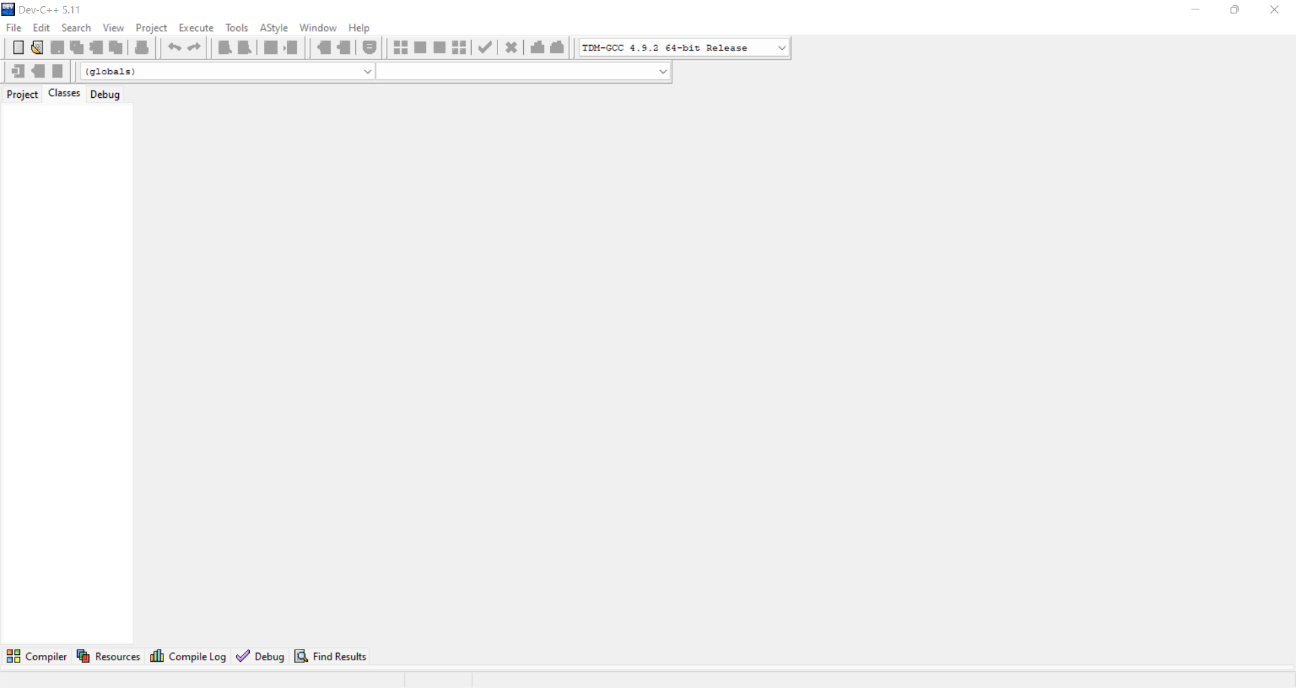 Dev-C++ 5.11
File Edit Search View Project Execute Tools AStyle Window Help
TDM-GCC 4.9.2 64-bit Release
(globals)
Project Classes Debug
Compiler Resources Compile Log Debug Find Results